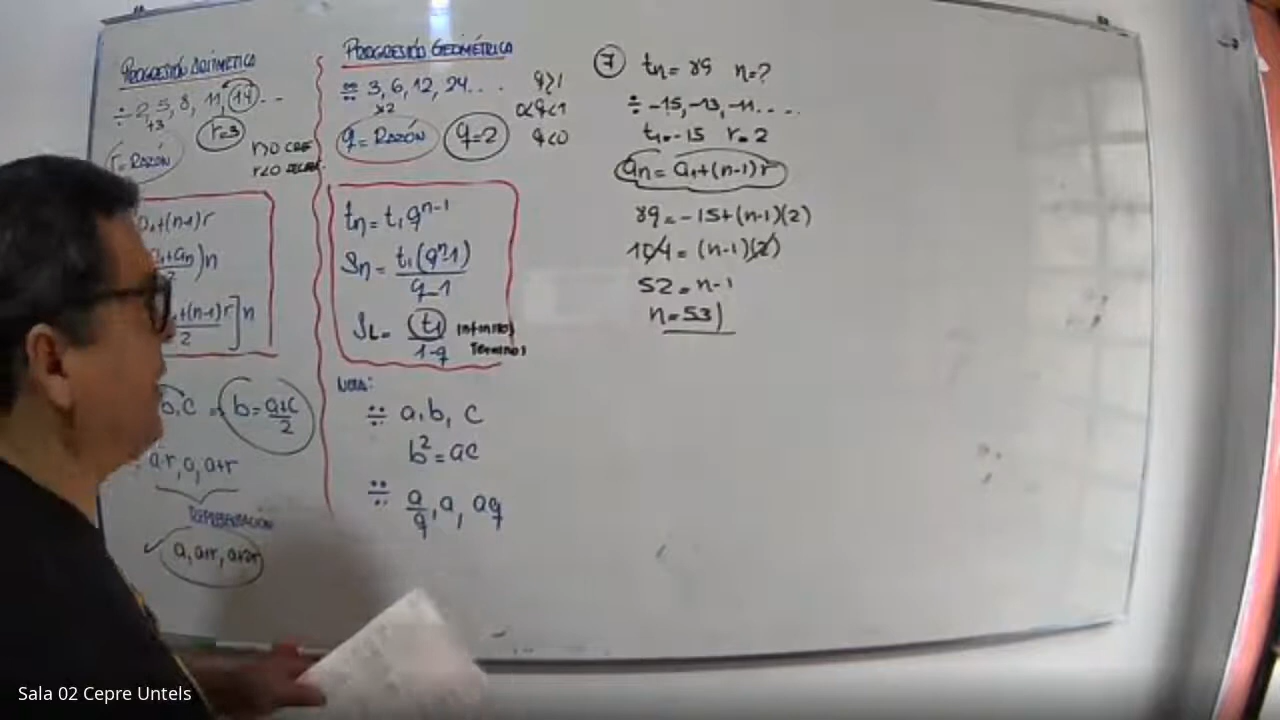 PROGRESIÓN ARITMÉTICA
÷ 2, 5, 8, 11, 14...
+3
r=3
r = RAZÓN
r>0 CRE
r<0 DECRE.
a₁+(n-1)r
a₁+an)n
2
a₁+(n-1)r]n
2
b,c → b= a+c/2
a-r, a, a+r
REPRESENTACIÓN
✓ a, a+r, a+2r
PROGRESIÓN GEOMÉTRICA
∺ 3, 6, 12, 24....
x2
q>1
0<q<1
q<0
q = RAZÓN
q=2
tn = t₁ qⁿ⁻¹
Sn = t₁(qⁿ-1)
q-1
SL = t₁
1-q
infinitos
Terminos
NOTA:
∺ a, b, c
b² = ac
∺ a/q, a, aq
7 tn = 89 n=?
÷ -15, -13, -11....
t₁=-15 r=2
an = a₁+(n-1)r
89 = -15+(n-1)(2)
104 = (n-1)(2)
52 = n-1
n=53
Sala 02 Cepre Untels